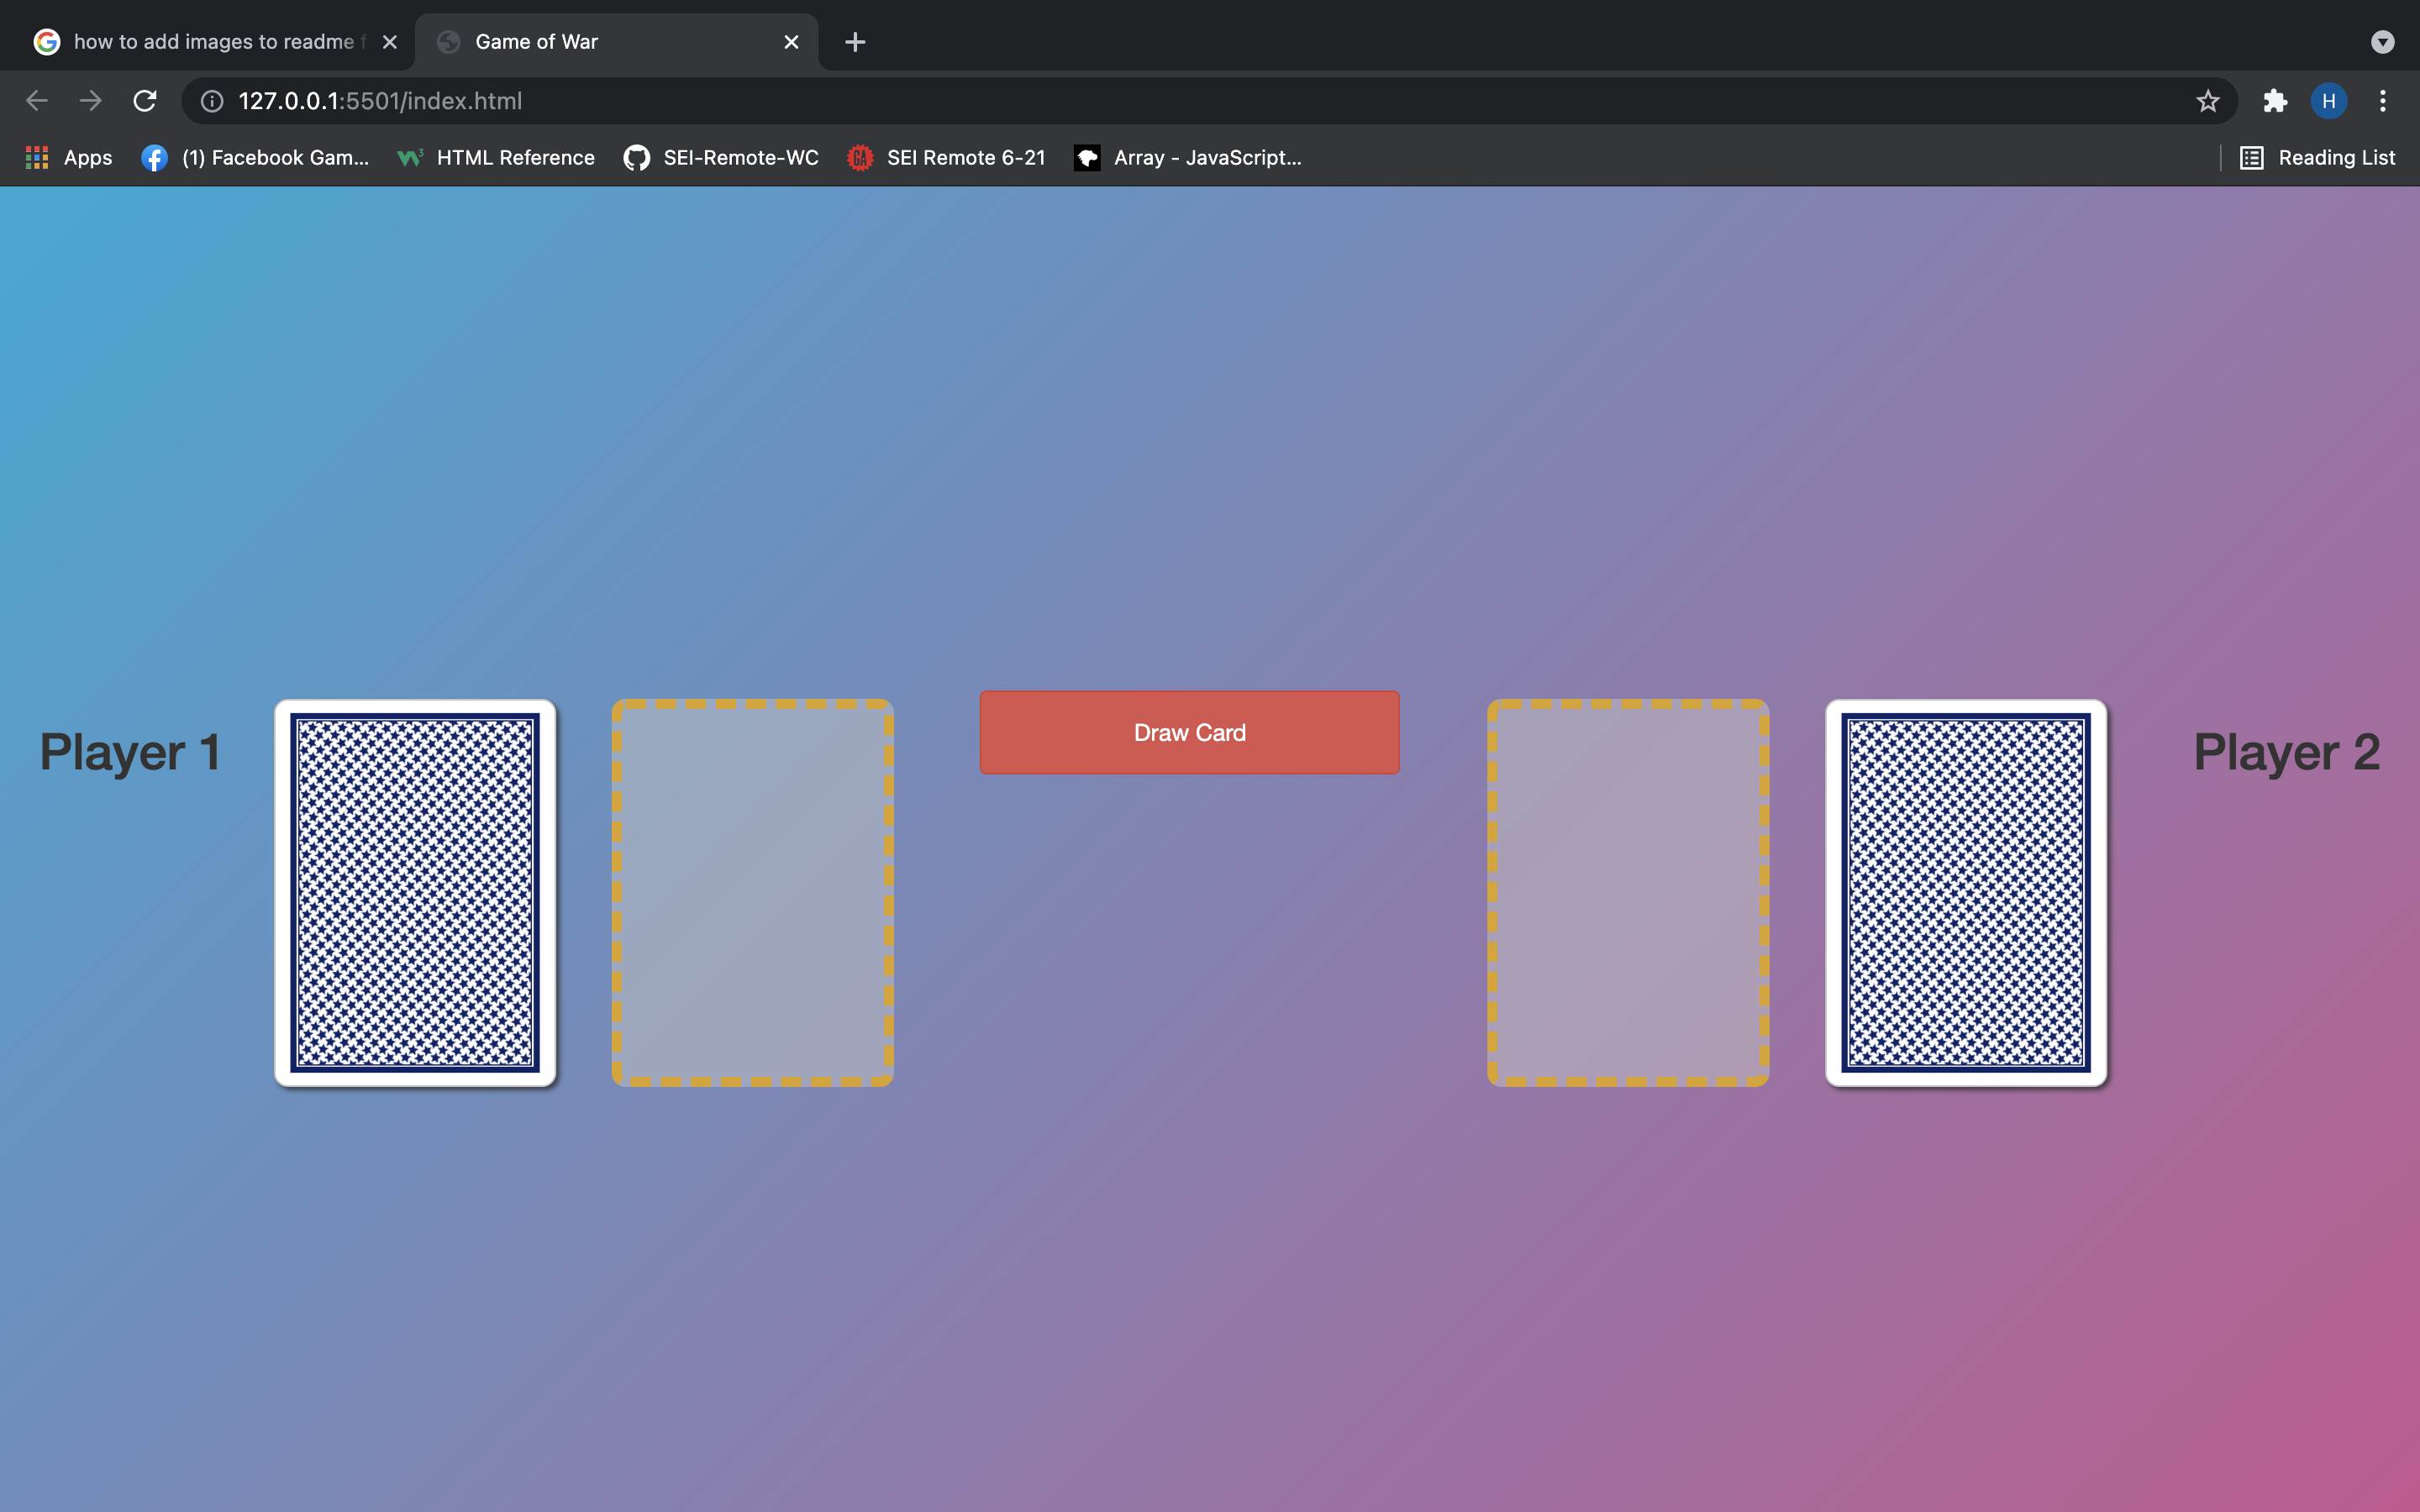 how to add images to readme f
Game of War
127.0.0.1:5501/index.html
H
Apps
(1) Facebook Gam...
HTML Reference
SEI-Remote-WC
SEI Remote 6-21
Array - JavaScript...
Reading List
Player 1
Draw Card
Player 2